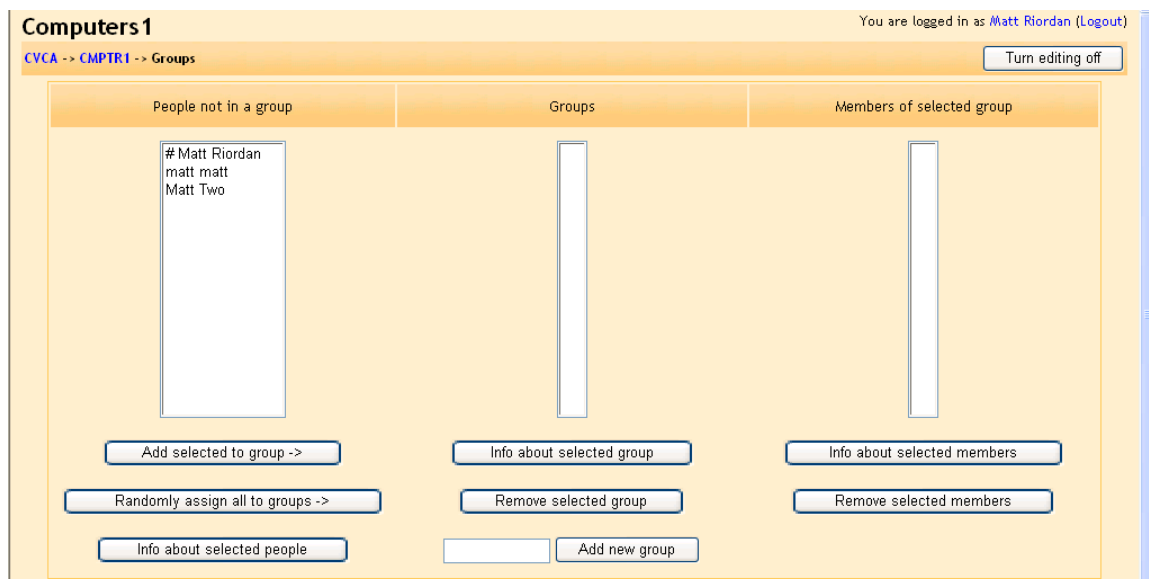 Computers1
You are logged in as Matt Riordan (Logout)
CVCA -> CMPTR1 -> Groups
Turn editing off
People not in a group
Groups
Members of selected group
# Matt Riordan
matt matt
Matt Two
Add selected to group ->
Info about selected group
Info about selected members
Randomly assign all to groups ->
Remove selected group
Remove selected members
Info about selected people
Add new group